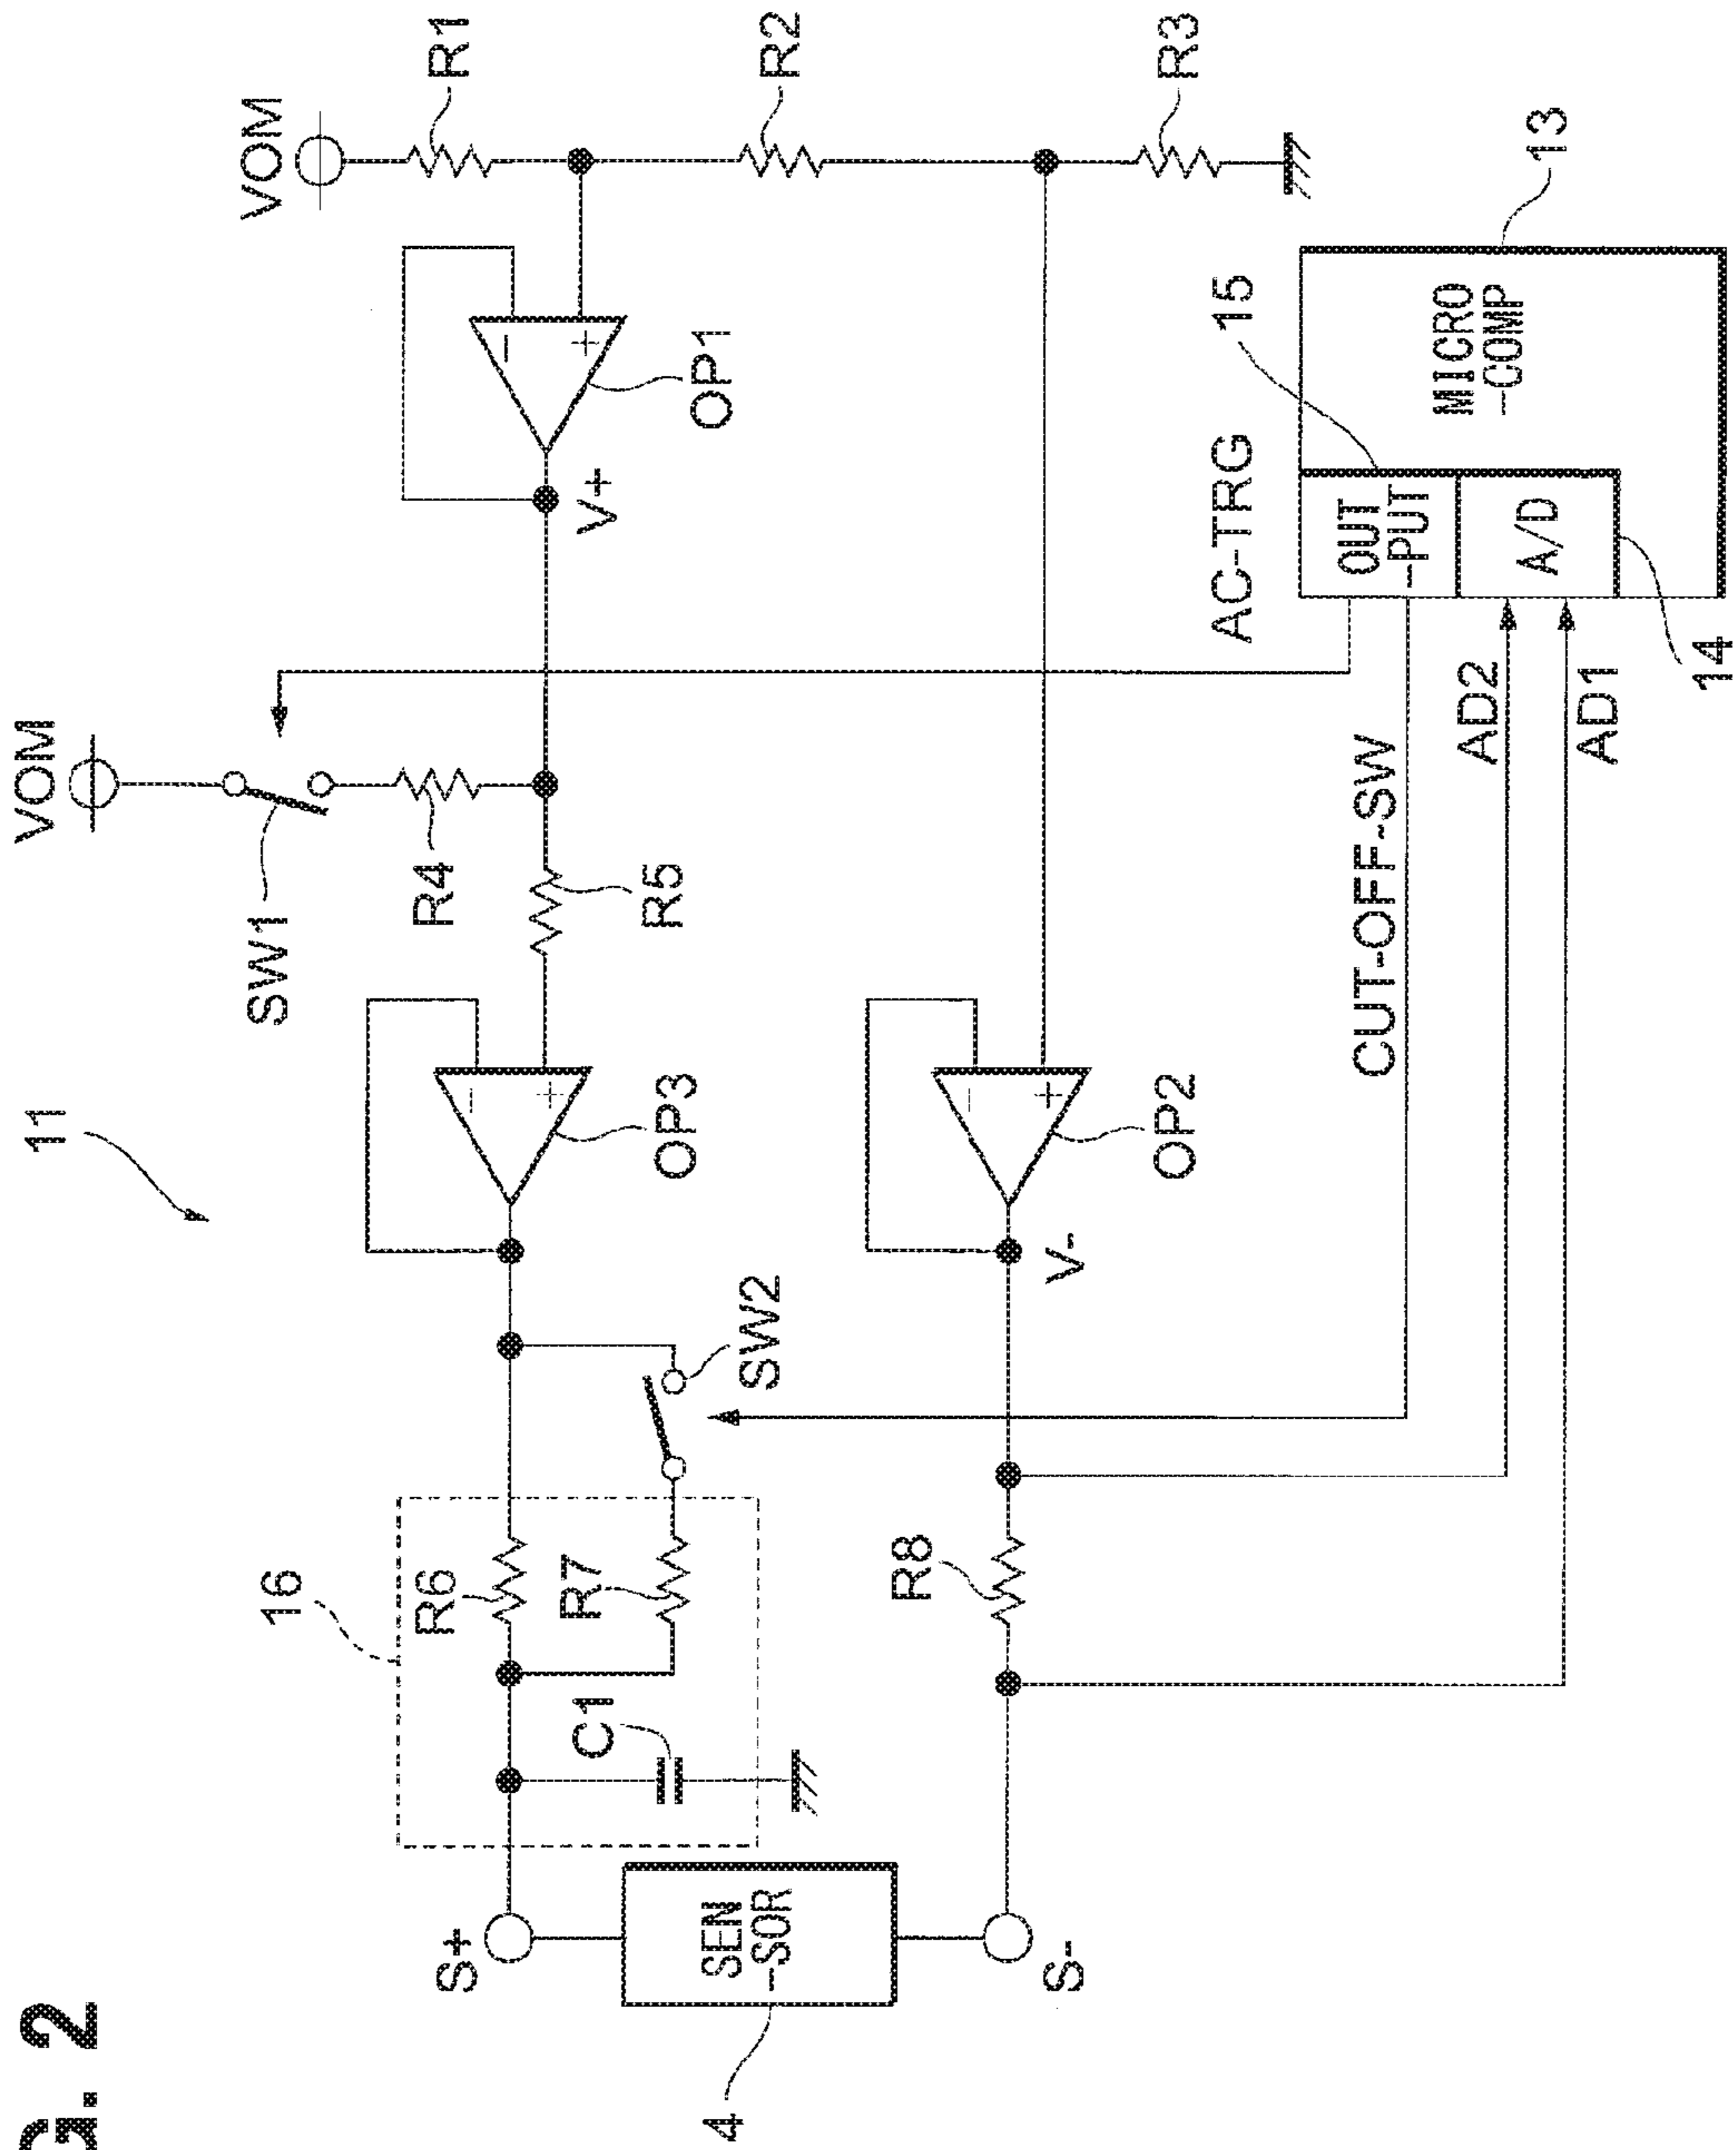 G. 2
11
VOM
VOM
SW1
R4
R1
16
S+
R6
OP3
OP1
V+
R5
R2
C1
R7
SW2
SEN
-SOR
4
R8
OP2
V-
S-
R3
AC-TRG
CUT-OFF-SW
AD2
AD1
15
OUT
-PUT
A/D
14
MICRO
-COMP
13